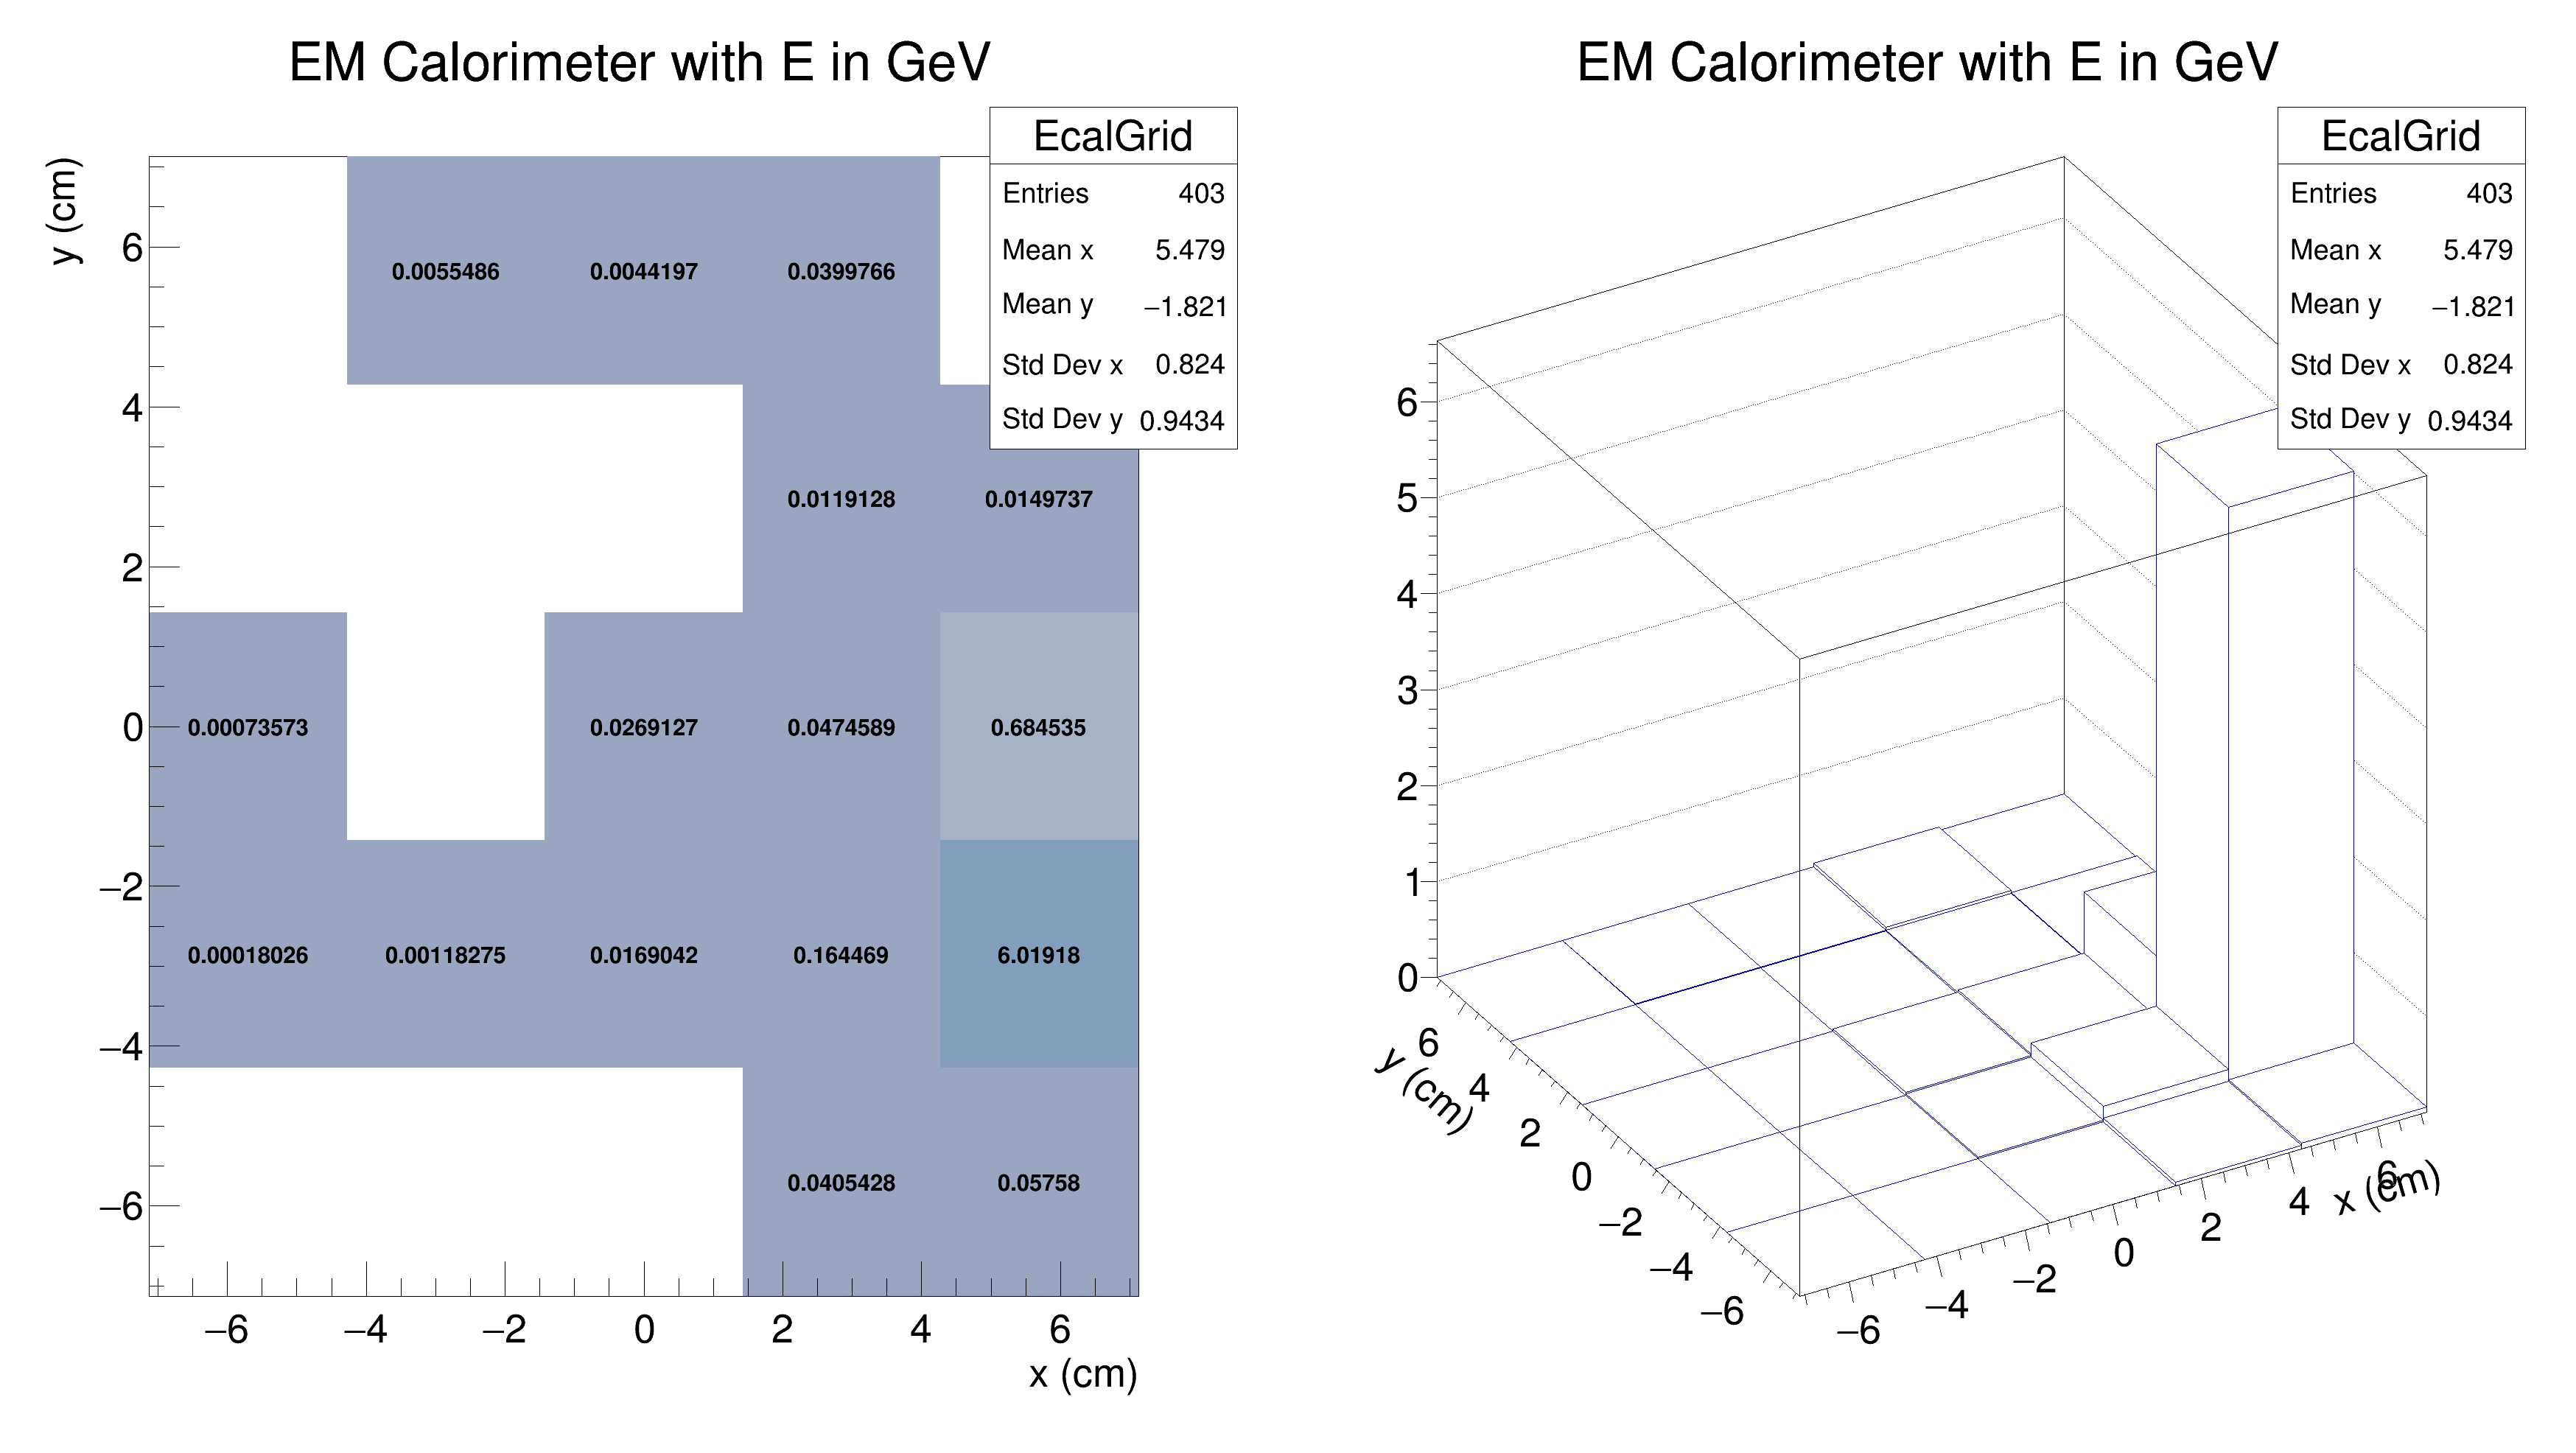 EM Calorimeter with E in GeV
EcalGrid
Entries 403
Mean x 5.479
Mean y −1.821
Std Dev x 0.824
Std Dev y 0.9434
y (cm)
6
4
2
0
−2
−4
−6
0.0055486 0.0044197 0.0399766
0.0119128 0.0149737
0.00073573 0.0269127 0.0474589 0.684535
0.00018026 0.00118275 0.0169042 0.164469 6.01918
0.0405428 0.05758
−6 −4 −2 0 2 4 6
x (cm)
EM Calorimeter with E in GeV
EcalGrid
Entries 403
Mean x 5.479
Mean y −1.821
Std Dev x 0.824
Std Dev y 0.9434
6
5
4
3
2
1
0
y (cm)
6
4
2
0
−2
−4
−6
−6 −4 −2 0 2 4 6
x (cm)